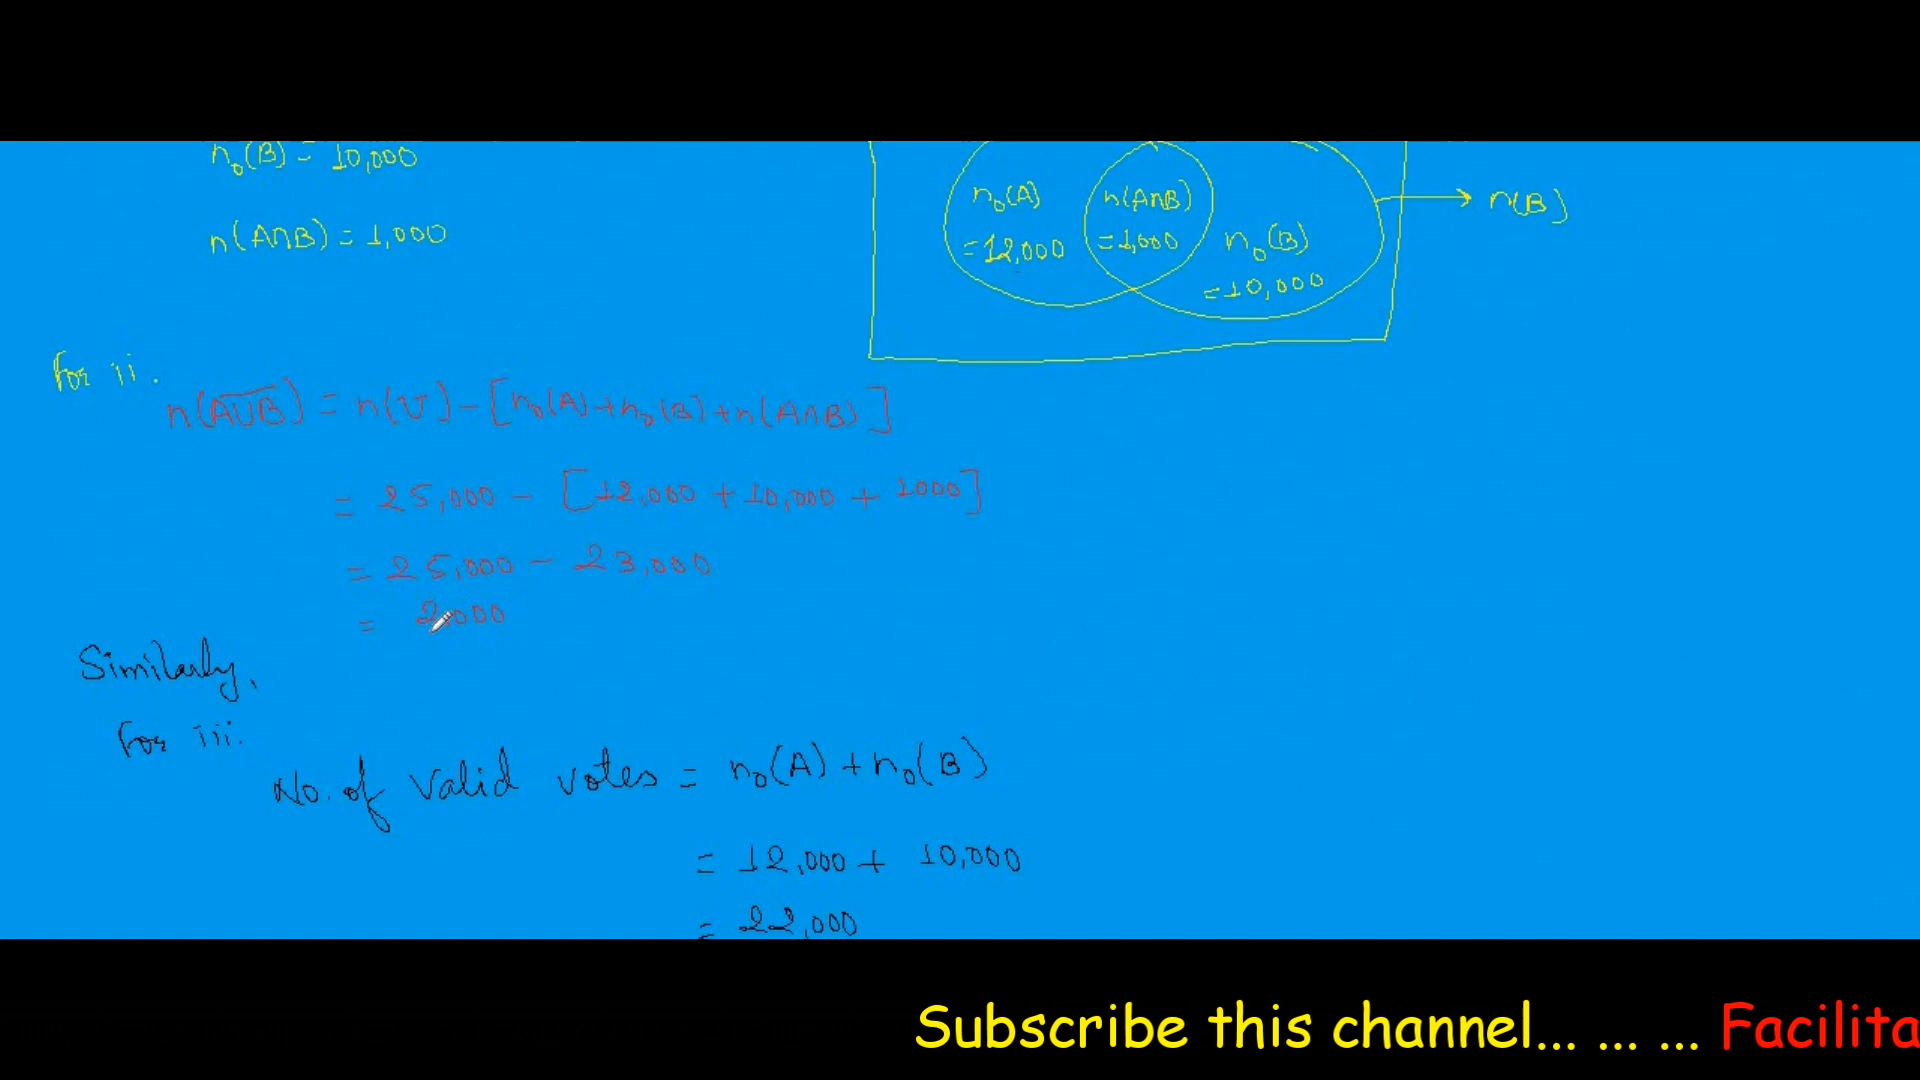 n₀(B) = 10,000
n(A∩B) = 1,000
n₀(A)
= 12,000
n(A∩B)
= 1,000
n₀(B)
= 10,000
n(B)
For ii.
n(A̅U̅B̅) = n(U) - [n₀(A) + n₀(B) + n(A∩B)]
= 25,000 - [12,000 + 10,000 + 1000]
= 25,000 - 23,000
= 2,000
Similarly,
For iii.
No. of valid votes = n₀(A) + n₀(B)
= 12,000 + 10,000
= 22,000
Subscribe this channel... ... ... Facilita